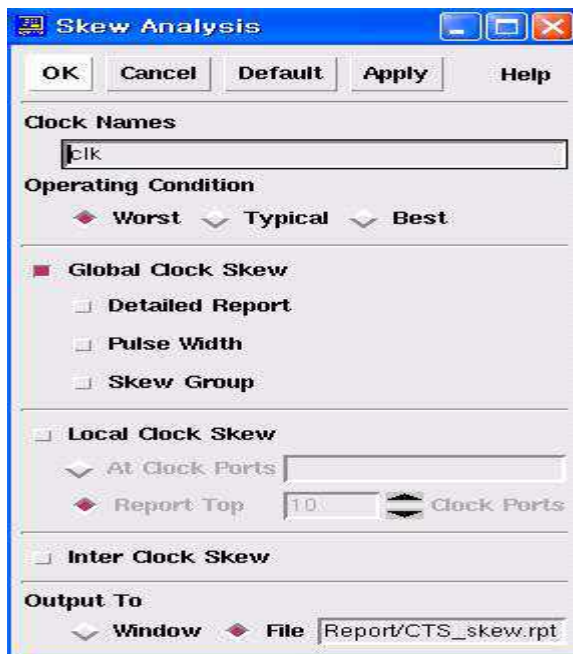 Skew Analysis
OK Cancel Default Apply Help
Clock Names
clk
Operating Condition
Worst Typical Best
Global Clock Skew
Detailed Report
Pulse Width
Skew Group
Local Clock Skew
At Clock Ports
Report Top 10 Clock Ports
Inter Clock Skew
Output To
Window File Report/CTS_skew.rpt